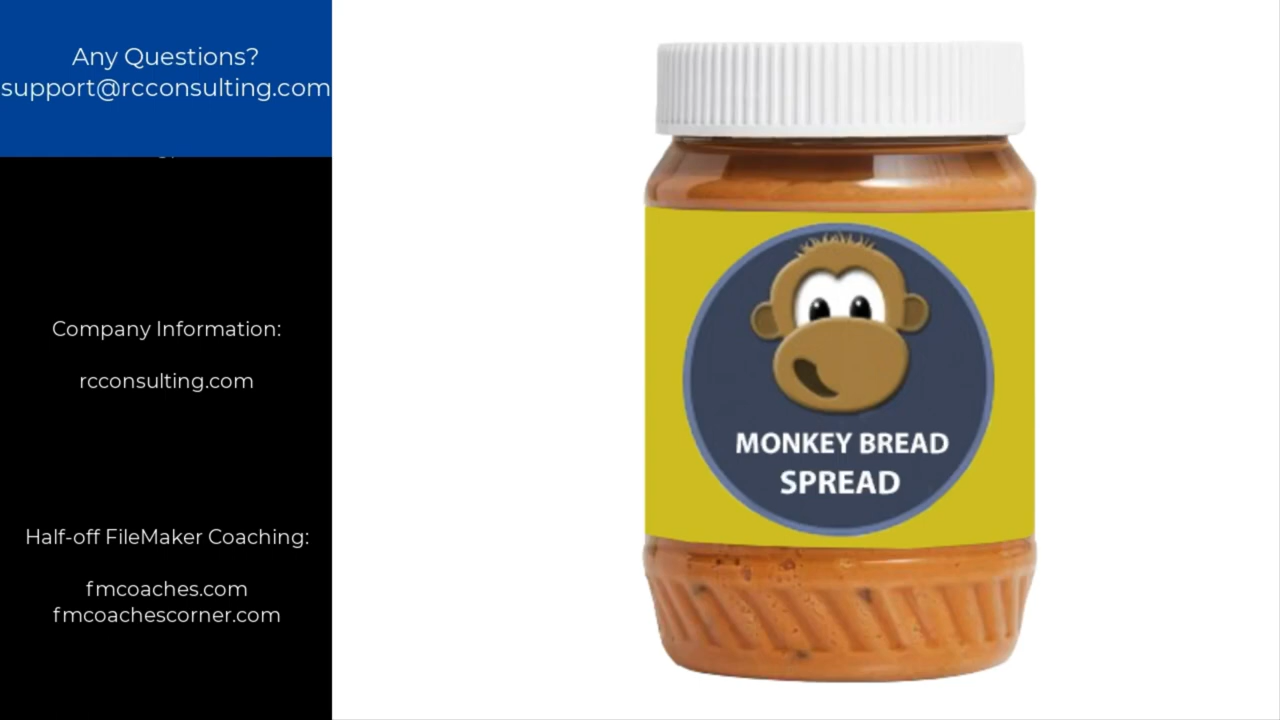 Any Questions?
support@rcconsulting.com
Company Information:
rcconsulting.com
Half-off FileMaker Coaching:
fmcoaches.com
fmcoachescorner.com
MONKEY BREAD
SPREAD